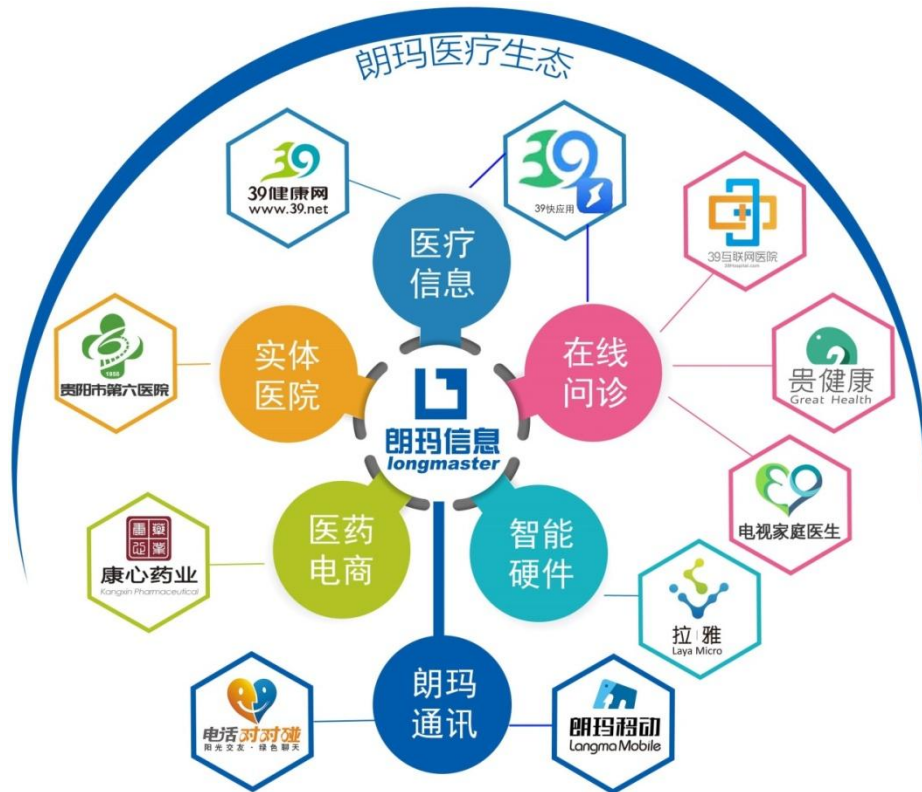 朗玛医疗生态
39健康网
www.39.net
39快应用
医疗
信息
39互联网医院
39hospital.com
贵阳市第六医院
实体
医院
在线
问诊
贵健康
Great Health
朗玛信息
longmaster
电视家庭医生
康心药业
Kangxin Pharmaceutical
医药
电商
智能
硬件
拉雅
Laya Micro
朗玛
通讯
电话对对碰
阳光交友·绿色聊天
朗玛移动
Langma Mobile